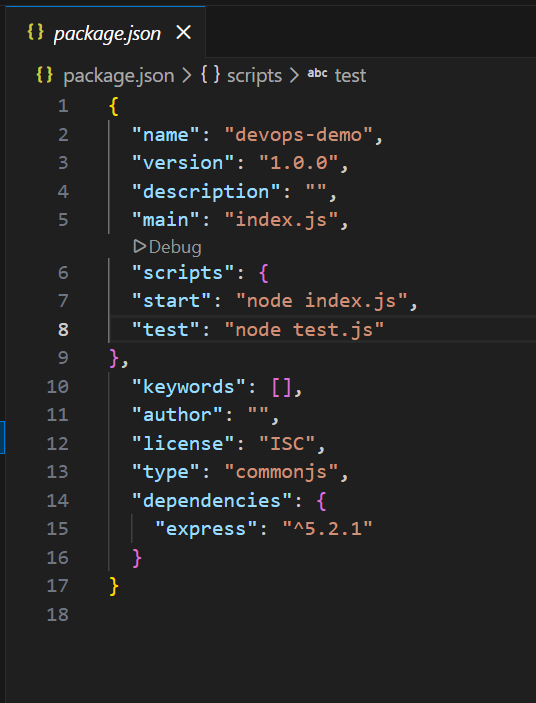 {} package.json ×
{} package.json > { } scripts > abc test
1 {
2 "name": "devops-demo",
3 "version": "1.0.0",
4 "description": "",
5 "main": "index.js",
Debug
6 "scripts": {
7 "start": "node index.js",
8 "test": "node test.js"
9 },
10 "keywords": [],
11 "author": "",
12 "license": "ISC",
13 "type": "commonjs",
14 "dependencies": {
15 "express": "^5.2.1"
16 }
17 }
18